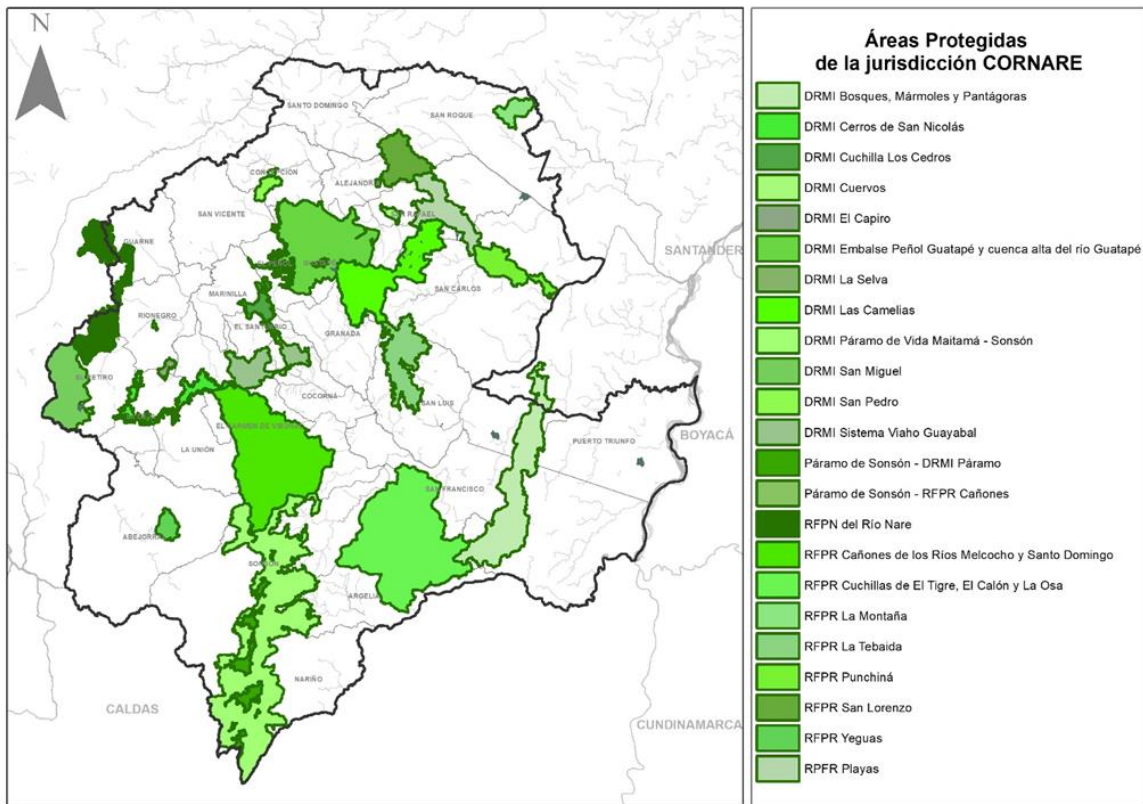 N
SANTO DOMINGO
SAN ROQUE
CONCEPCIÓN
ALEJANDRÍA
SAN VICENTE
SAN RAFAEL
GUARNE
SANTANDER
MARINILLA
SAN CARLOS
RIONEGRO
EL SANTUARIO
GRANADA
EL RETIRO
COCORNÁ
SAN LUIS
PUERTO TRIUNFO
BOYACÁ
EL CARMEN DE VIBORAL
LA UNIÓN
SAN FRANCISCO
ABEJORRAL
SONSÓN
ARGELIA
NARIÑO
CALDAS
CUNDINAMARCA
Áreas Protegidas
de la jurisdicción CORNARE
DRMI Bosques, Mármoles y Pantágoras
DRMI Cerros de San Nicolás
DRMI Cuchilla Los Cedros
DRMI Cuervos
DRMI El Capiro
DRMI Embalse Peñol Guatapé y cuenca alta del río Guatapé
DRMI La Selva
DRMI Las Camelias
DRMI Páramo de Vida Maitamá - Sonsón
DRMI San Miguel
DRMI San Pedro
DRMI Sistema Viaho Guayabal
Páramo de Sonsón - DRMI Páramo
Páramo de Sonsón - RFPR Cañones
RFPN del Río Nare
RFPR Cañones de los Ríos Melcocho y Santo Domingo
RFPR Cuchillas de El Tigre, El Calón y La Osa
RFPR La Montaña
RFPR La Tebaida
RFPR Punchiná
RFPR San Lorenzo
RFPR Yeguas
RPFR Playas